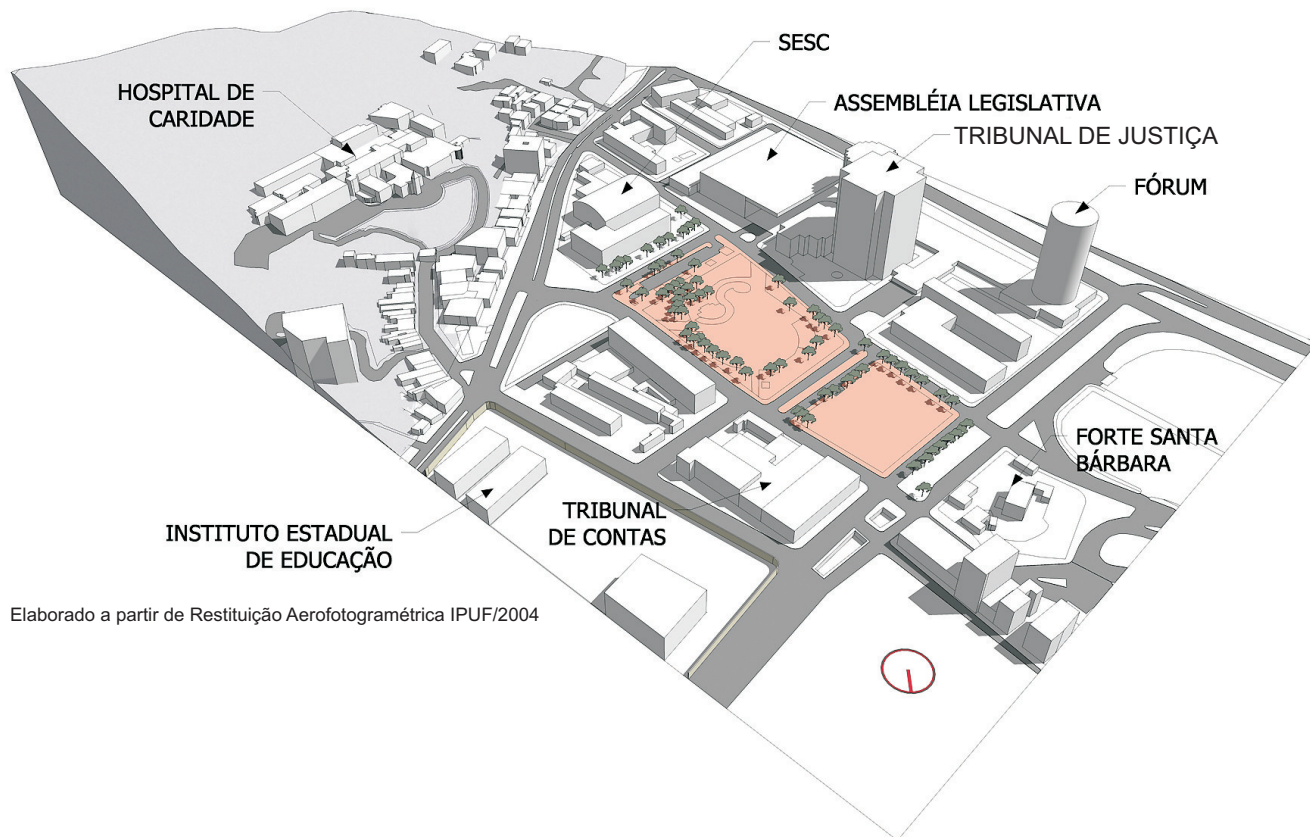 SESC
HOSPITAL DE
CARIDADE
ASSEMBLÉIA LEGISLATIVA
TRIBUNAL DE JUSTIÇA
FÓRUM
FORTE SANTA
BÁRBARA
TRIBUNAL
DE CONTAS
INSTITUTO ESTADUAL
DE EDUCAÇÃO
Elaborado a partir de Restituição Aerofotogramétrica IPUF/2004